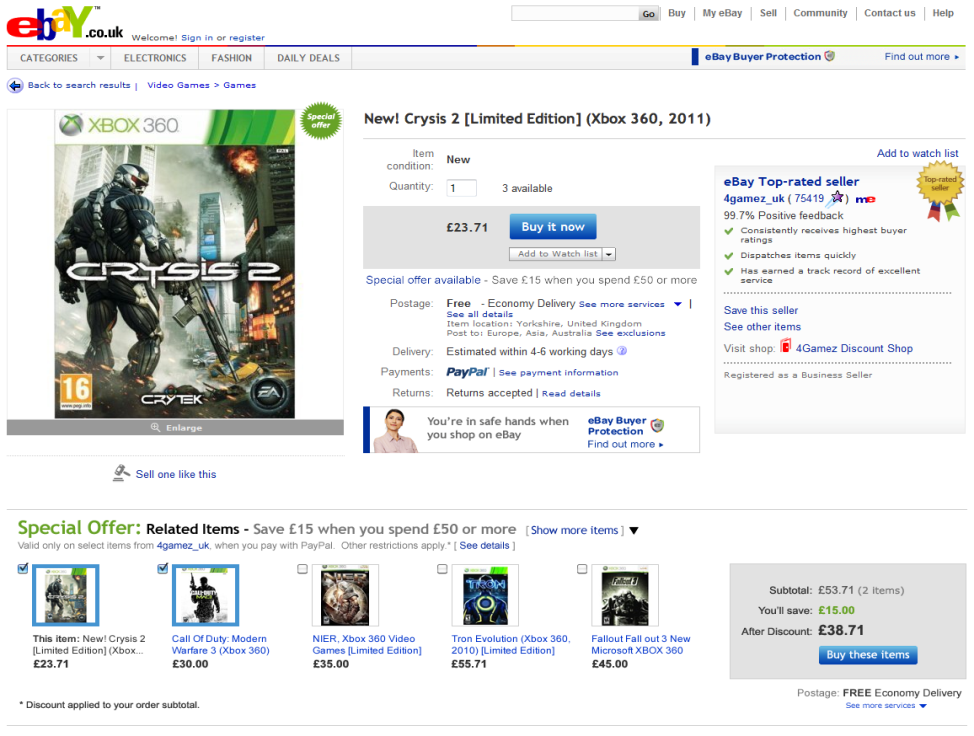 ebaY™.co.uk
Welcome! Sign in or register
Go
Buy | My eBay | Sell | Community | Contact us | Help
CATEGORIES
ELECTRONICS
FASHION
DAILY DEALS
eBay Buyer Protection
Find out more ▸
Back to search results | Video Games > Games
XBOX 360
Special offer
CRYSIS 2
16
www.pegi.info
CRYTEK
EA
Enlarge
Sell one like this
New! Crysis 2 [Limited Edition] (Xbox 360, 2011)
Item condition: New
Quantity: 1 3 available
£23.71 Buy it now
Add to Watch list
Special offer available - Save £15 when you spend £50 or more
Postage: Free - Economy Delivery See more services |
See all details
Item location: Yorkshire, United Kingdom
Post to: Europe, Asia, Australia See exclusions
Delivery: Estimated within 4-6 working days
Payments: PayPal | See payment information
Returns: Returns accepted | Read details
You're in safe hands when
you shop on eBay
eBay Buyer
Protection
Find out more ▸
Add to watch list
eBay Top-rated seller
Top-rated
seller
4gamez_uk ( 75419 ) me
99.7% Positive feedback
Consistently receives highest buyer
ratings
Dispatches items quickly
Has earned a track record of excellent
service
Save this seller
See other items
Visit shop: 4Gamez Discount Shop
Registered as a Business Seller
Special Offer: Related Items - Save £15 when you spend £50 or more [ Show more items ] ▼
Valid only on select items from 4gamez_uk, when you pay with PayPal. Other restrictions apply.* [ See details ]
This item: New! Crysis 2
[Limited Edition] (Xbox...
£23.71
Call Of Duty: Modern
Warfare 3 (Xbox 360)
£30.00
NIER, Xbox 360 Video
Games [Limited Edition]
£35.00
Tron Evolution (Xbox 360,
2010) [Limited Edition]
£55.71
Fallout Fall out 3 New
Microsoft XBOX 360
£45.00
Subtotal: £53.71 (2 Items)
You'll save: £15.00
After Discount: £38.71
Buy these items
Postage: FREE Economy Delivery
See more services
* Discount applied to your order subtotal.